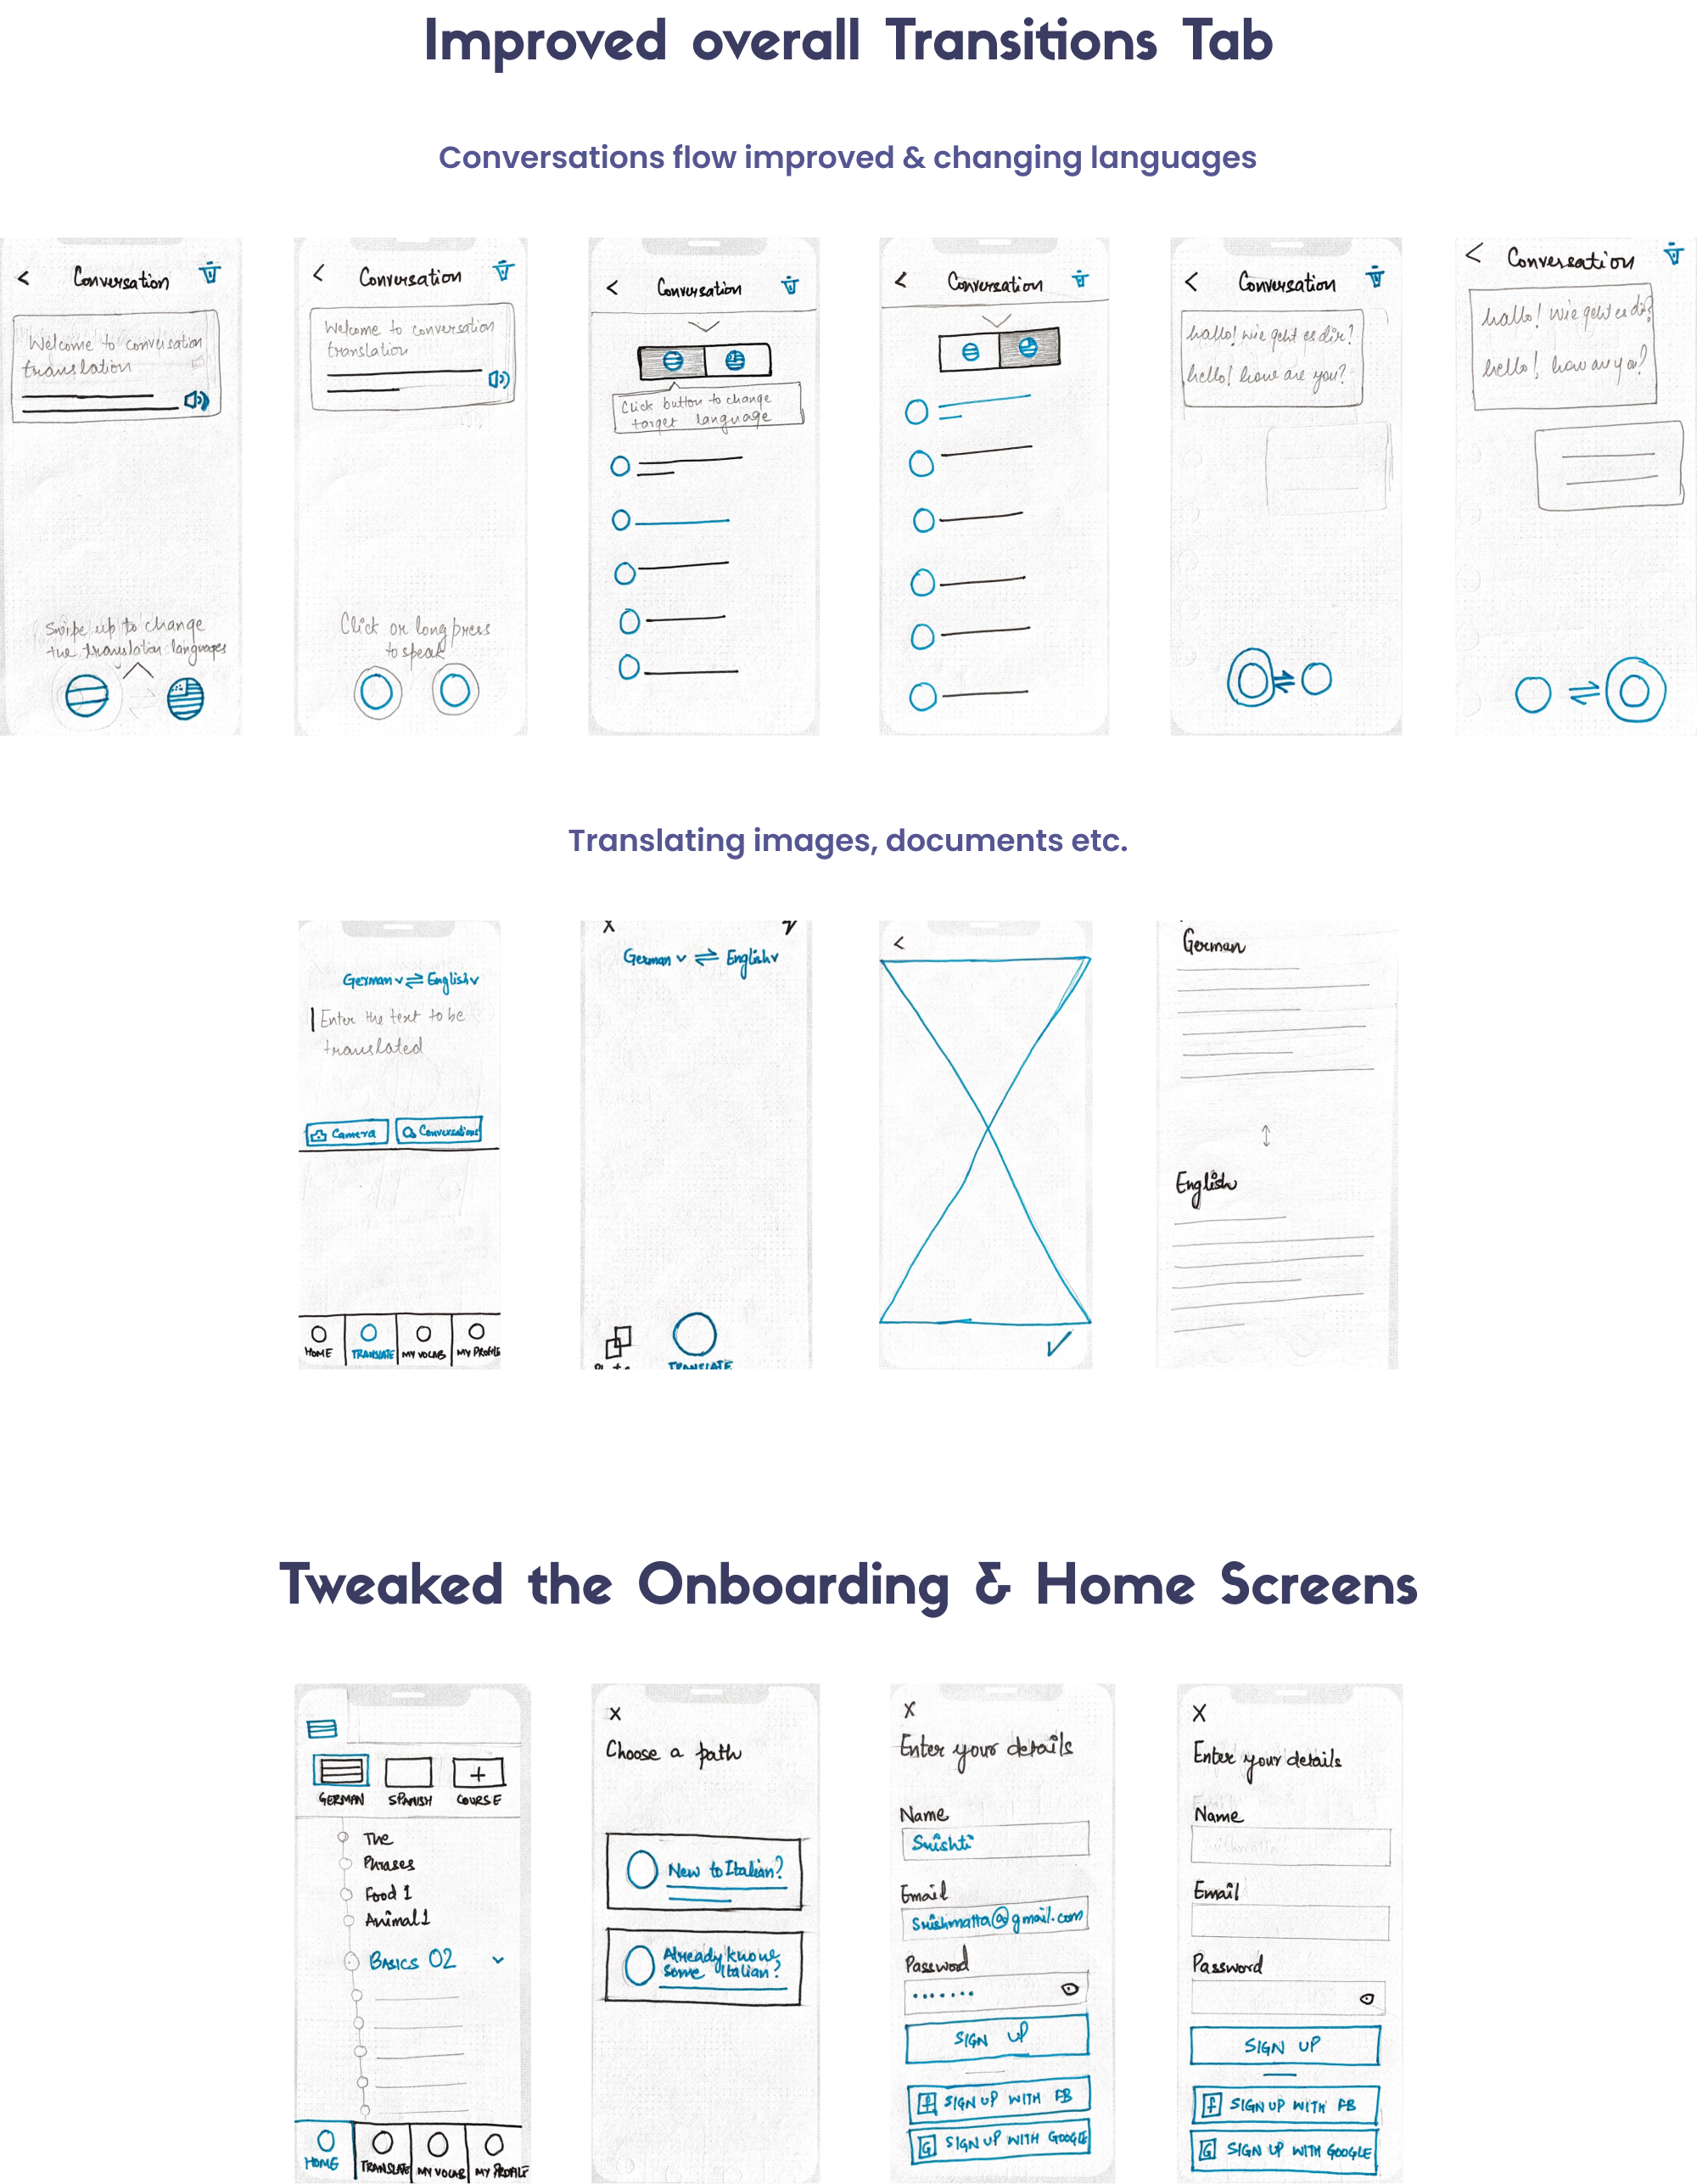 Improved overall Transitions Tab
Conversations flow improved & changing languages
< Conversation
Welcome to conversation
translation
Swipe up to change
the translation languages
< Conversation
Welcome to conversation
translation
Click or long press
to speak
< Conversation
Click button to change
target language
< Conversation
< Conversation
hallo! wie geht es dir?
hello! how are you?
< Conversation
hallo! wie geht es dir?
hello! how are you?
Translating images, documents etc.
German ⇌ English
Enter the text to be
translated
Camera
Conversations
HOME
TRANSLATE
MY VOCAB
MY PROFILE
X
German ⇌ English
TRANSLATE
<
German
English
Tweaked the Onboarding & Home Screens
GERMAN
SPANISH
+
COURSE
The
Phrases
Food 1
Animal 1
BASICS 02
HOME
TRANSLATE
MY VOCAB
MY PROFILE
X
Choose a path
New to Italian?
Already know
some Italian?
X
Enter your details
Name
Srishti
Email
Srishmatta@gmail.com
Password
SIGN UP
f SIGN UP WITH FB
G SIGN UP WITH GOOGLE
X
Enter your details
Name
Email
Password
SIGN UP
f SIGN UP WITH FB
G SIGN UP WITH GOOGLE